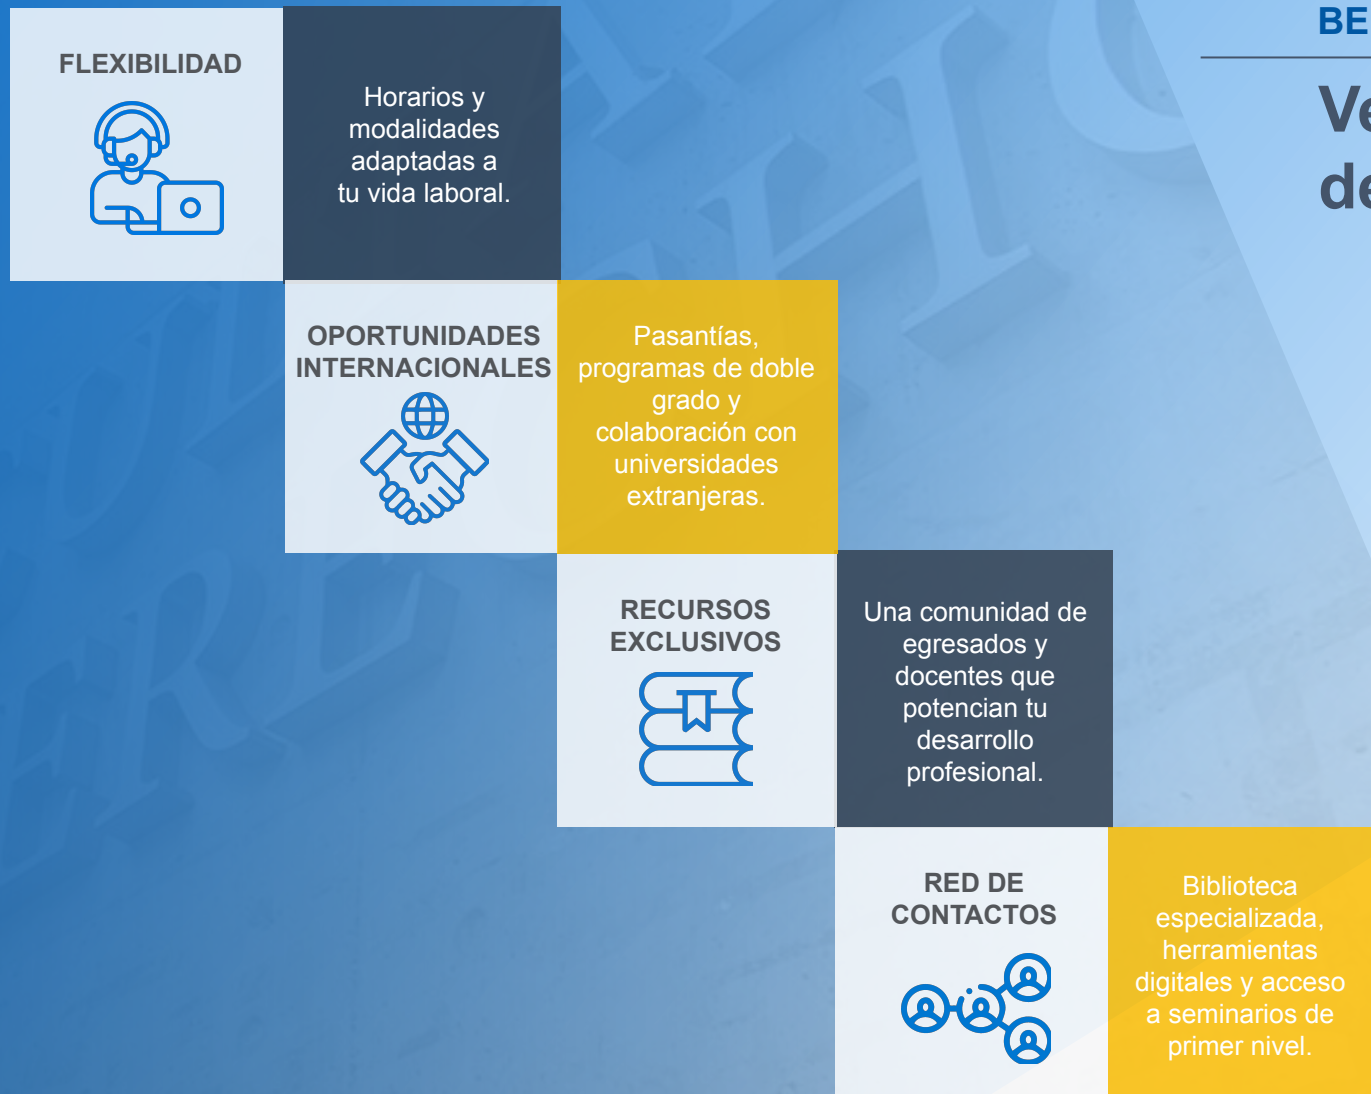 FLEXIBILIDAD
Horarios y
modalidades
adaptadas a
tu vida laboral.
OPORTUNIDADES
INTERNACIONALES
Pasantías,
programas de doble
grado y
colaboración con
universidades
extranjeras.
RECURSOS
EXCLUSIVOS
Una comunidad de
egresados y
docentes que
potencian tu
desarrollo
profesional.
RED DE
CONTACTOS
Biblioteca
especializada,
herramientas
digitales y acceso
a seminarios de
primer nivel.